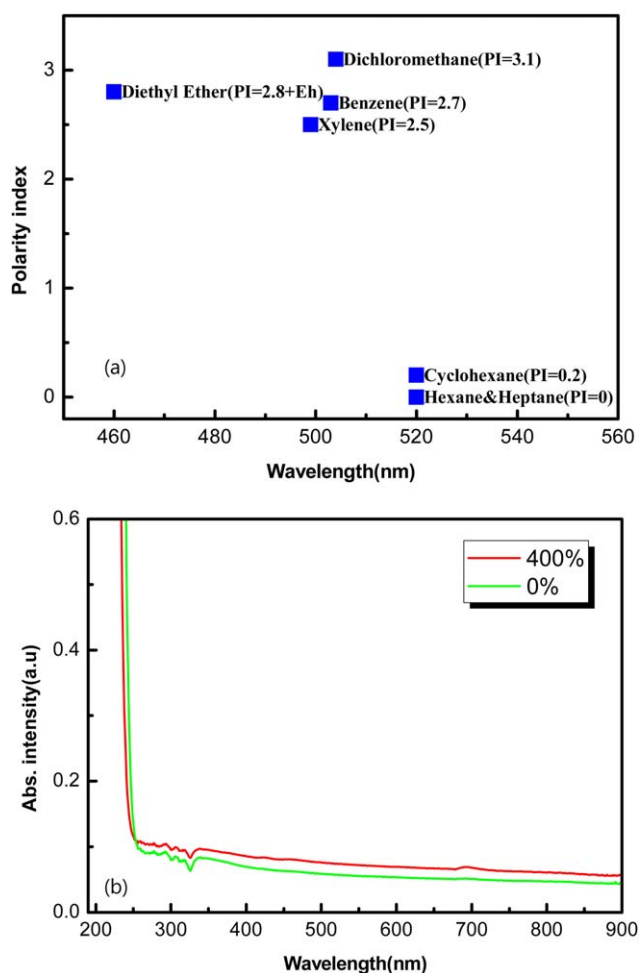 3
2
1
0
Polarity index
Dichloromethane(PI=3.1)
Diethyl Ether(PI=2.8+Eh)
Benzene(PI=2.7)
Xylene(PI=2.5)
Cyclohexane(PI=0.2)
Hexane&Heptane(PI=0)
(a)
460 480 500 520 540 560
Wavelength(nm)
0.6
0.4
0.2
0.0
Abs. intensity(a.u)
400%
0%
(b)
200 300 400 500 600 700 800 900
Wavelength(nm)